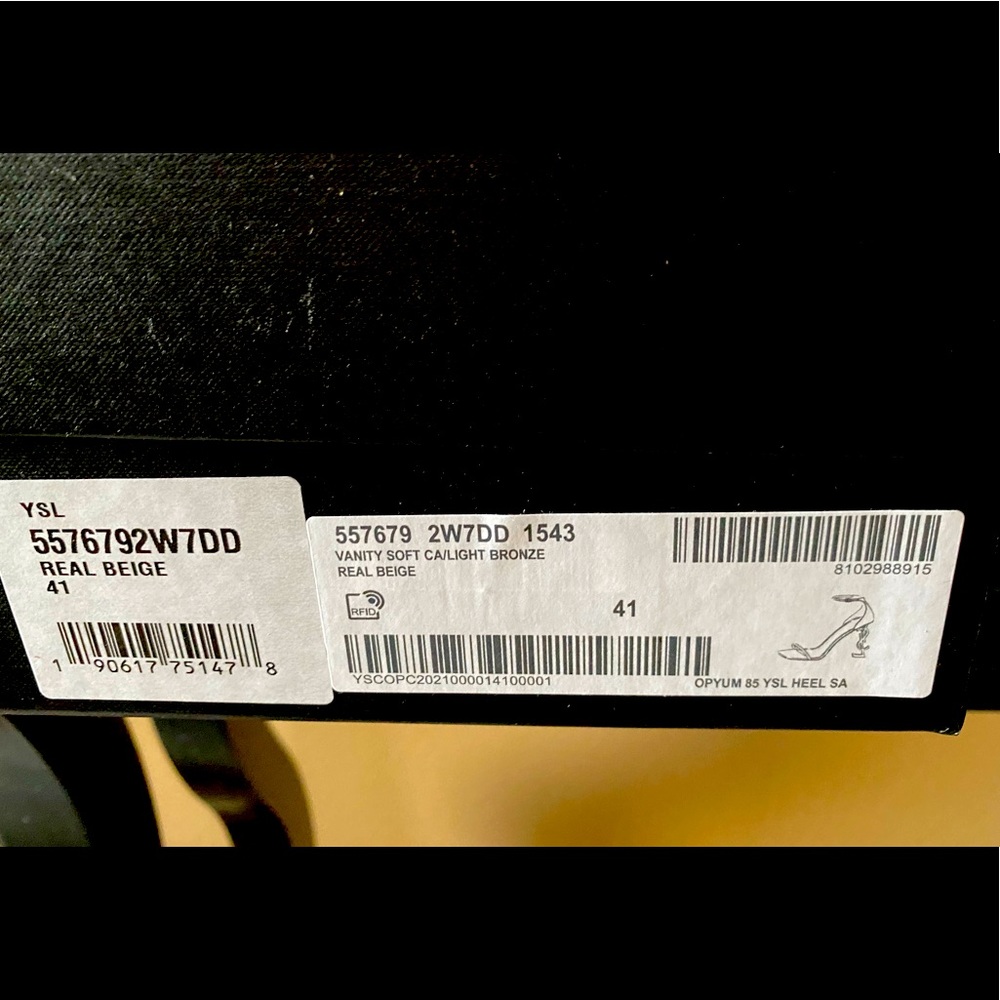 YSL
5576792W7DD
REAL BEIGE
41
1 90617 75147 8
557679 2W7DD 1543
VANITY SOFT CA/LIGHT BRONZE
REAL BEIGE
8102988915
RFID
41
YSCOPC2021000014100001
OPYUM 85 YSL HEEL SA